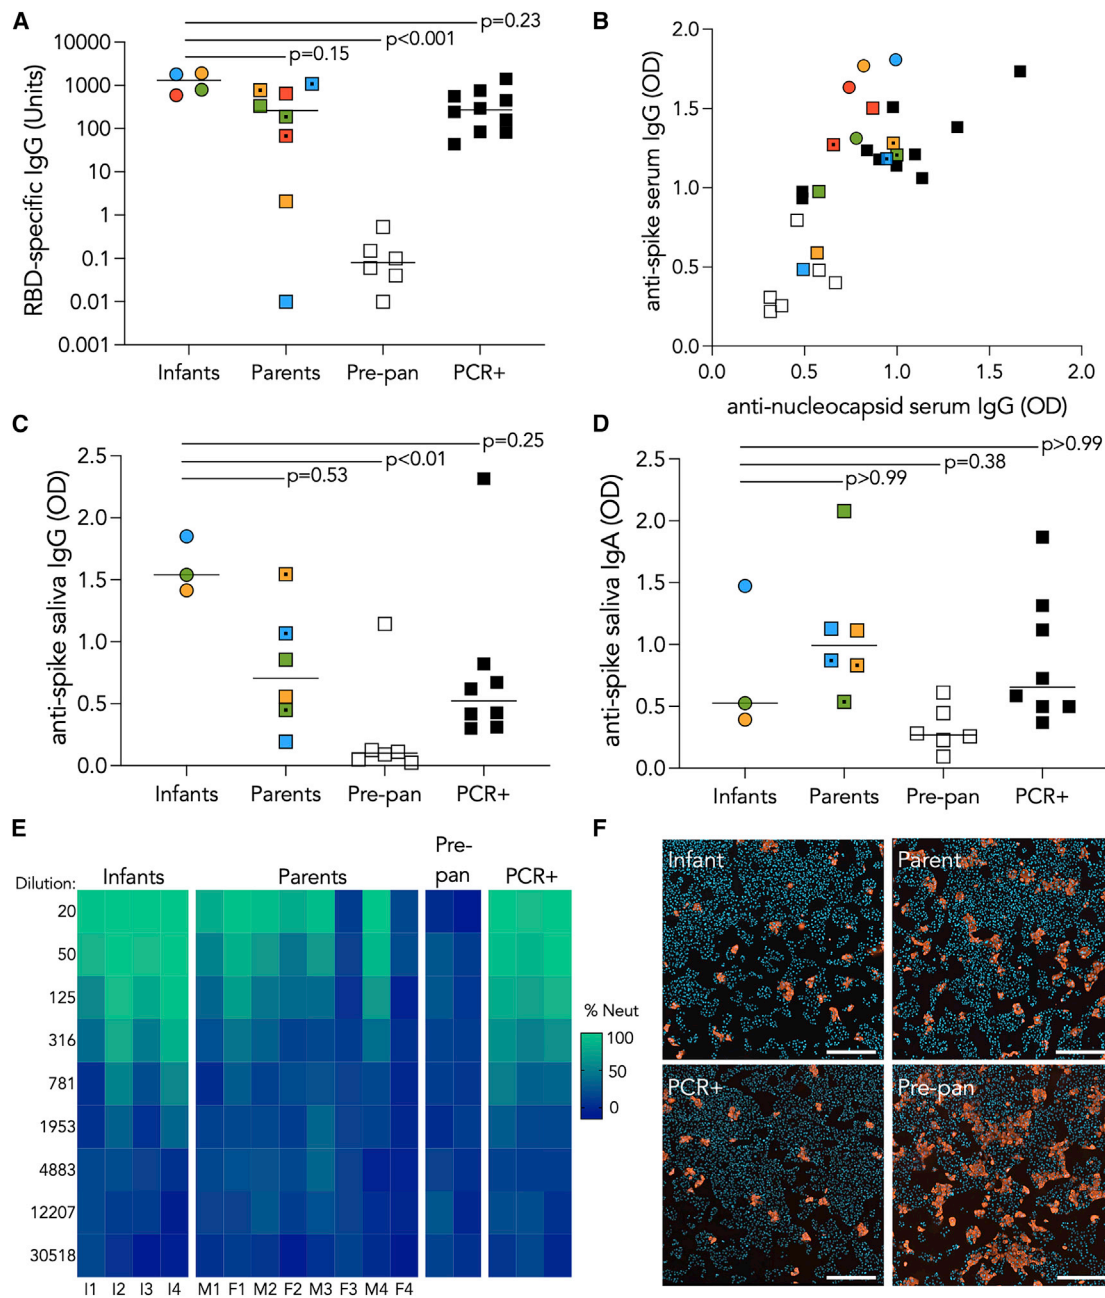 A
p=0.23
p<0.001
p=0.15
RBD-specific IgG (Units)
10000
1000
100
10
1
0.1
0.01
0.001
Infants Parents Pre-pan PCR+
B
anti-spike serum IgG (OD)
2.0
1.5
1.0
0.5
0.0
0.0 0.5 1.0 1.5 2.0
anti-nucleocapsid serum IgG (OD)
C
p=0.25
p<0.01
p=0.53
anti-spike saliva IgG (OD)
2.5
2.0
1.5
1.0
0.5
0.0
Infants Parents Pre-pan PCR+
D
p>0.99
p=0.38
p>0.99
anti-spike saliva IgA (OD)
2.5
2.0
1.5
1.0
0.5
0.0
Infants Parents Pre-pan PCR+
E
Dilution:
Infants Parents Pre-
pan PCR+
20
50
125
316
781
1953
4883
12207
30518
I1 I2 I3 I4 M1 F1 M2 F2 M3 F3 M4 F4
% Neut
100
50
0
F
Infant Parent
PCR+ Pre-pan